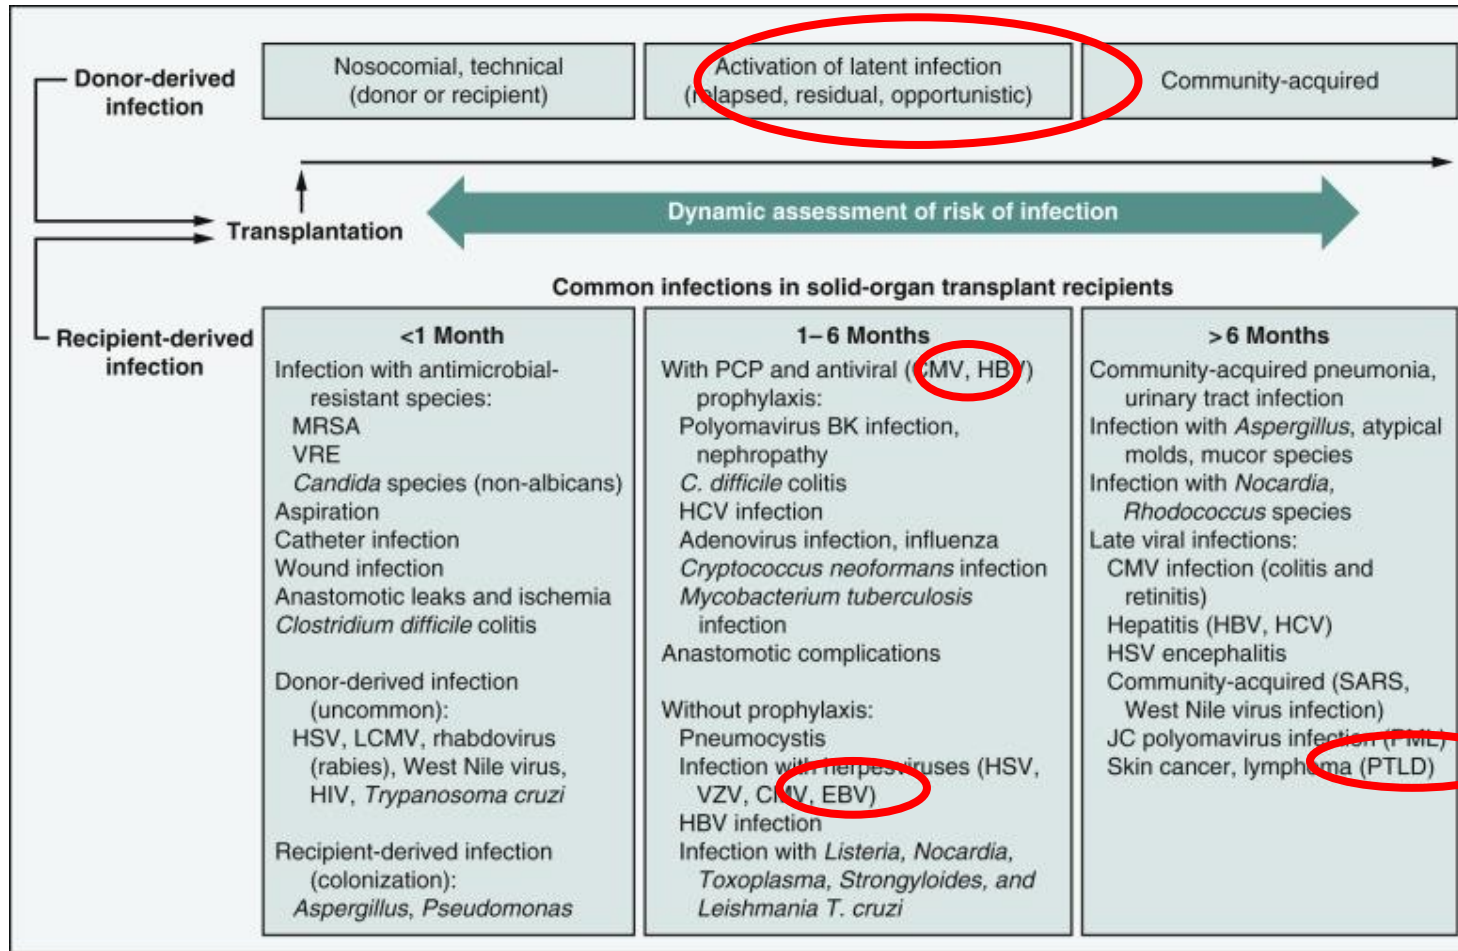 Donor-derived
infection
Nosocomial, technical
(donor or recipient)
Activation of latent infection
(relapsed, residual, opportunistic)
Community-acquired
Transplantation
Dynamic assessment of risk of infection
Common infections in solid-organ transplant recipients
Recipient-derived
infection
<1 Month
Infection with antimicrobial-
resistant species:
MRSA
VRE
Candida species (non-albicans)
Aspiration
Catheter infection
Wound infection
Anastomotic leaks and ischemia
Clostridium difficile colitis
Donor-derived infection
(uncommon):
HSV, LCMV, rhabdovirus
(rabies), West Nile virus,
HIV, Trypanosoma cruzi
Recipient-derived infection
(colonization):
Aspergillus, Pseudomonas
1–6 Months
With PCP and antiviral (CMV, HBV)
prophylaxis:
Polyomavirus BK infection,
nephropathy
C. difficile colitis
HCV infection
Adenovirus infection, influenza
Cryptococcus neoformans infection
Mycobacterium tuberculosis
infection
Anastomotic complications
Without prophylaxis:
Pneumocystis
Infection with herpesviruses (HSV,
VZV, CMV, EBV)
HBV infection
Infection with Listeria, Nocardia,
Toxoplasma, Strongyloides, and
Leishmania T. cruzi
>6 Months
Community-acquired pneumonia,
urinary tract infection
Infection with Aspergillus, atypical
molds, mucor species
Infection with Nocardia,
Rhodococcus species
Late viral infections:
CMV infection (colitis and
retinitis)
Hepatitis (HBV, HCV)
HSV encephalitis
Community-acquired (SARS,
West Nile virus infection)
JC polyomavirus infection (PML)
Skin cancer, lymphoma (PTLD)